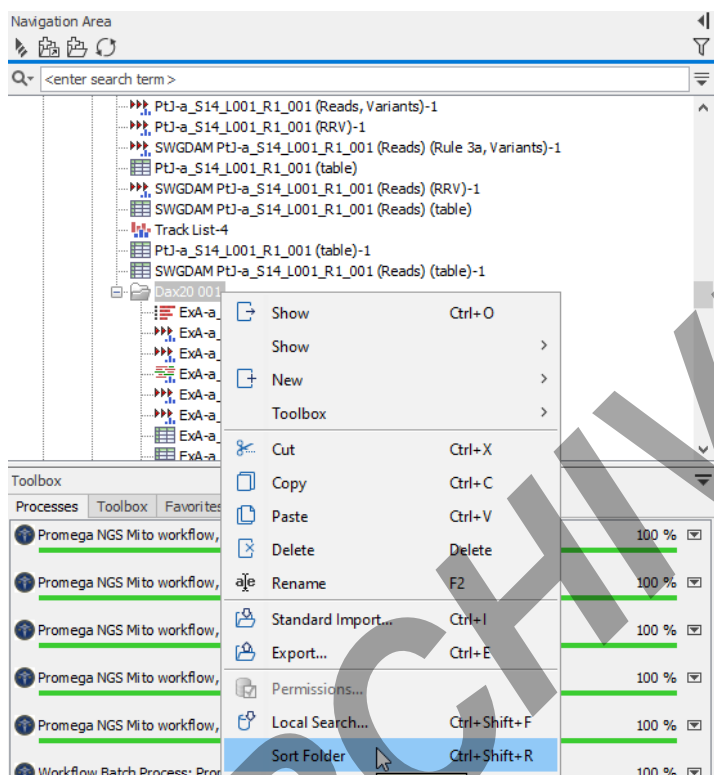 Navigation Area
<enter search term>
PtJ-a_S14_L001_R1_001 (Reads, Variants)-1
PtJ-a_S14_L001_R1_001 (RRV)-1
SWGDAM PtJ-a_S14_L001_R1_001 (Reads) (Rule 3a, Variants)-1
PtJ-a_S14_L001_R1_001 (table)
SWGDAM PtJ-a_S14_L001_R1_001 (Reads) (RRV)-1
SWGDAM PtJ-a_S14_L001_R1_001 (Reads) (table)
Track List-4
PtJ-a_S14_L001_R1_001 (table)-1
SWGDAM PtJ-a_S14_L001_R1_001 (Reads) (table)-1
Dax20 001
ExA-a_
ExA-a_
ExA-a_
ExA-a_
ExA-a_
ExA-a_
ExA-a_
ExA-a
Show Ctrl+O
Show
New
Toolbox
Cut Ctrl+X
Copy Ctrl+C
Paste Ctrl+V
Delete Delete
Rename F2
Standard Import... Ctrl+I
Export... Ctrl+E
Permissions...
Local Search... Ctrl+Shift+F
Sort Folder Ctrl+Shift+R
Toolbox
Processes Toolbox Favorites
Promega NGS Mito workflow, 100 %
Promega NGS Mito workflow, 100 %
Promega NGS Mito workflow, 100 %
Promega NGS Mito workflow, 100 %
Promega NGS Mito workflow, 100 %
Workflow Batch Process: Pro 100 %